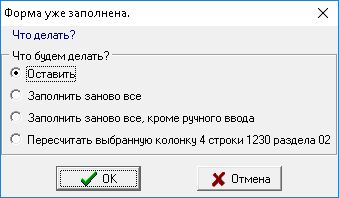 Форма уже заполнена.
Что делать?
Что будем делать?
Оставить
Заполнить заново все
Заполнить заново все, кроме ручного ввода
Пересчитать выбранную колонку 4 строки 1230 раздела 02
OK
Отмена